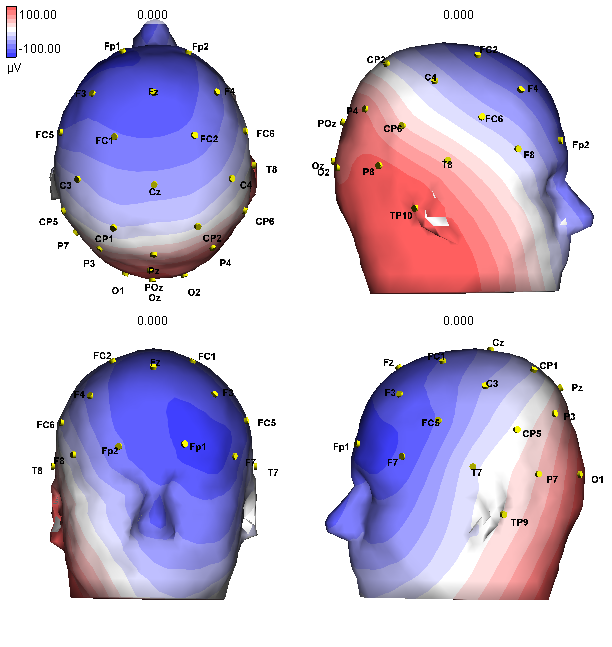 100.00
-100.00
µV
0.000
Fp1
Fp2
F3
Fz
F4
FC5
FC1
FC2
FC6
T8
C3
Cz
C4
CP5
CP6
CP1
CP2
P7
P3
Pz
P4
O1
POz
O2
Oz
0.000
FC2
CP2
C4
F4
P4
POz
CP6
FC6
Fp2
F8
Oz
O2
P8
T8
TP10
0.000
FC2
Fz
FC1
F4
F3
FC6
FC5
Fp2
Fp1
F8
F7
T8
T7
0.000
Cz
Fz
FC1
CP1
F3
C3
Pz
FC5
P3
CP5
Fp1
F7
T7
P7
O1
TP9